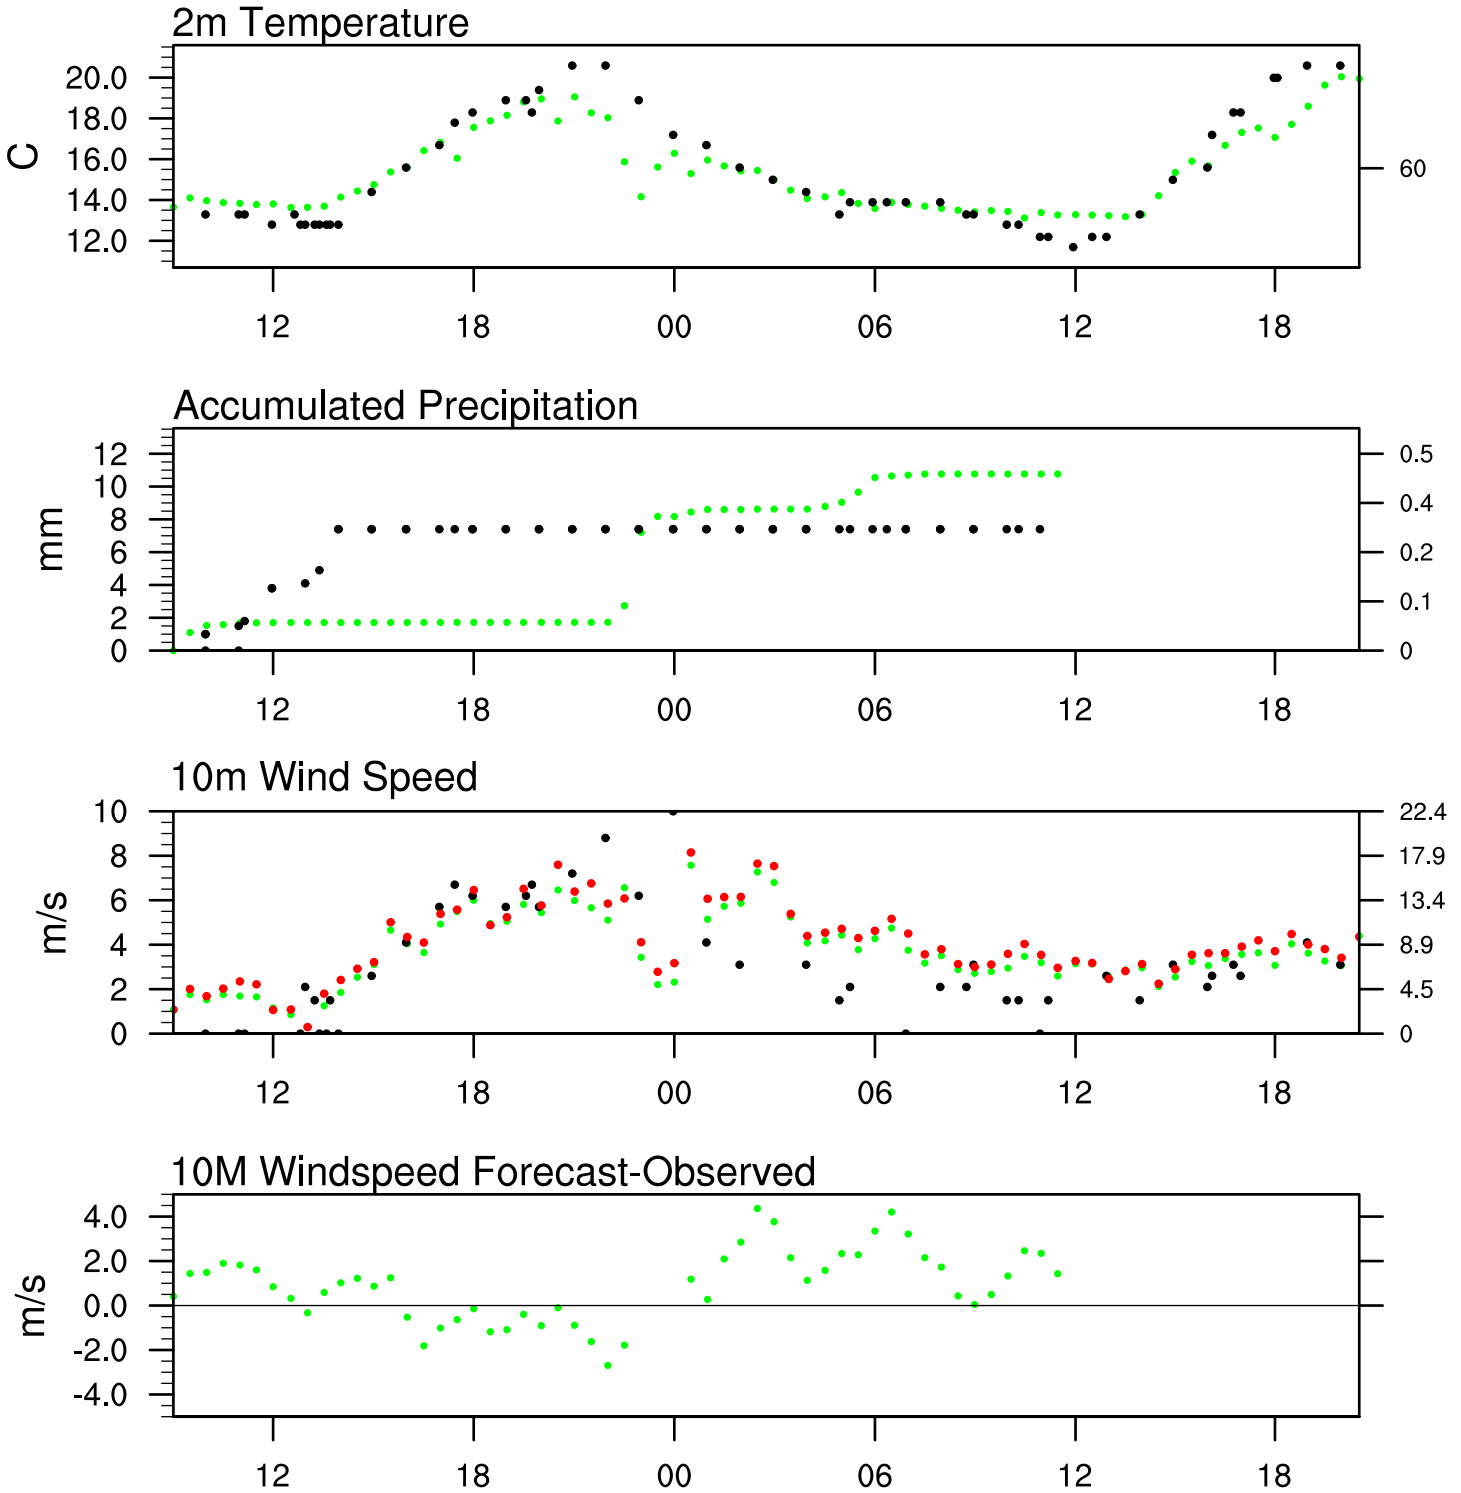 2m Temperature
20.0
18.0
16.0
14.0
12.0
C
60
12 18 00 06 12 18
Accumulated Precipitation
12
10
8
6
4
2
0
mm
0.5
0.4
0.2
0.1
0
12 18 00 06 12 18
10m Wind Speed
10
8
6
4
2
0
m/s
22.4
17.9
13.4
8.9
4.5
0
12 18 00 06 12 18
10M Windspeed Forecast-Observed
4.0
2.0
0.0
-2.0
-4.0
m/s
12 18 00 06 12 18